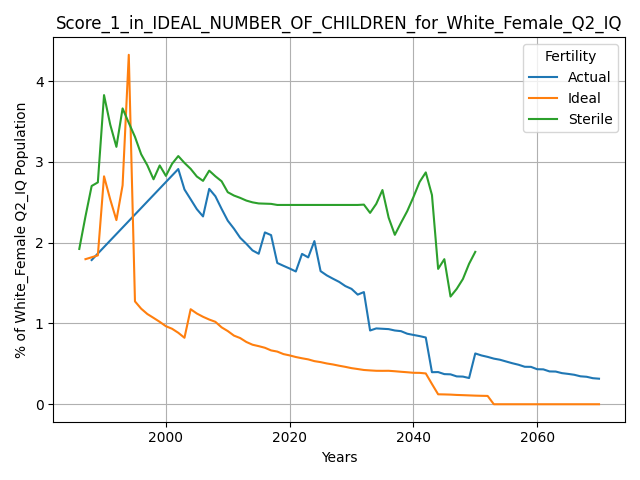 Score_1_in_IDEAL_NUMBER_OF_CHILDREN_for_White_Female_Q2_IQ
% of White_Female Q2_IQ Population
4
3
2
1
0
Fertility
Actual
Ideal
Sterile
2000
2020
2040
2060
Years